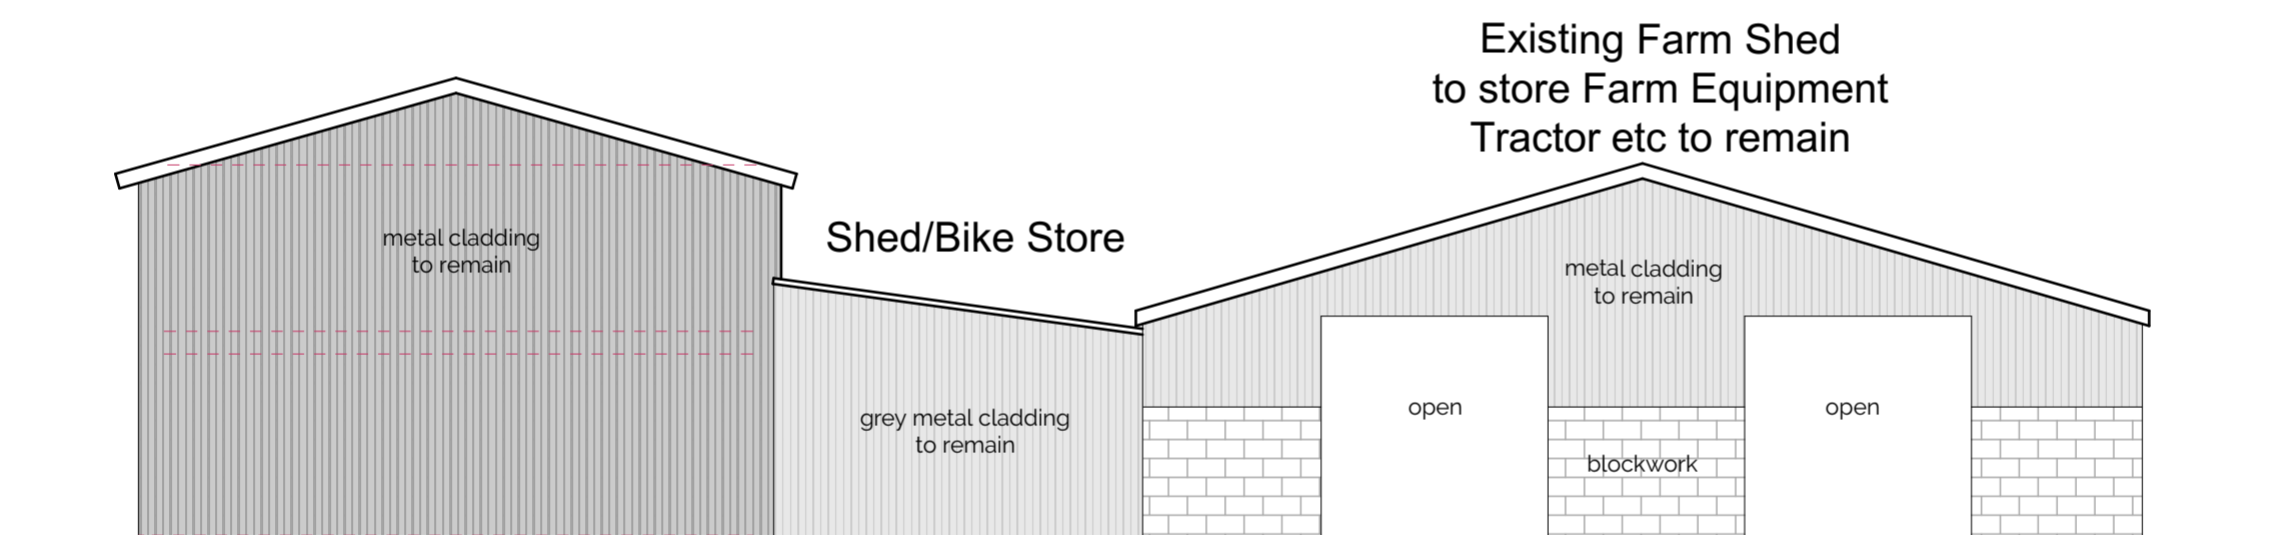 Existing Farm Shed
to store Farm Equipment
Tractor etc to remain
Shed/Bike Store
metal cladding
to remain
metal cladding
to remain
grey metal cladding
to remain
open
open
blockwork